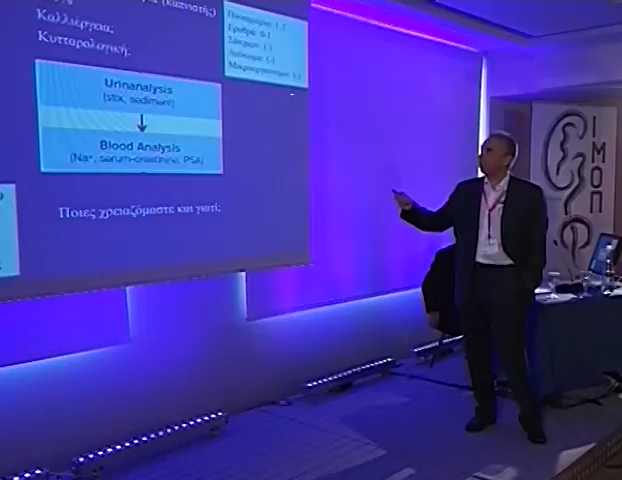 (καπνιστής)
Καλλιέργεια;
Κυτταρολογική;
Πυοσφαίρια: 1-2
Ερυθρά: 0-1
Σάκχαρο: (-)
Λεύκωμα: (-)
Μικροοργανισμοί: (-)
Urinanalysis
(stix, sediment)
Blood Analysis
(Na⁺, serum-creatinine, PSA)
Ποιες χρειαζόμαστε και γιατί;
ΙΜΟΠ